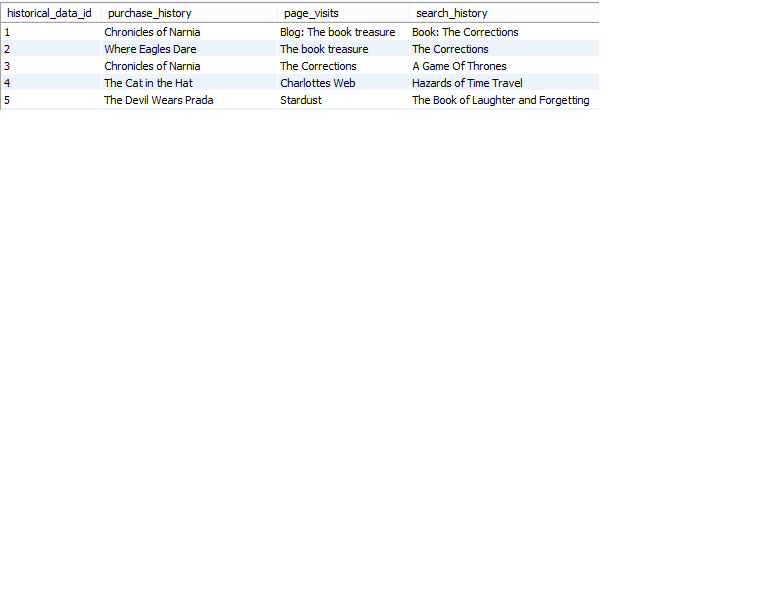 historical_data_id purchase_history page_visits search_history
1 Chronicles of Narnia Blog: The book treasure Book: The Corrections
2 Where Eagles Dare The book treasure The Corrections
3 Chronicles of Narnia The Corrections A Game Of Thrones
4 The Cat in the Hat Charlottes Web Hazards of Time Travel
5 The Devil Wears Prada Stardust The Book of Laughter and Forgetting